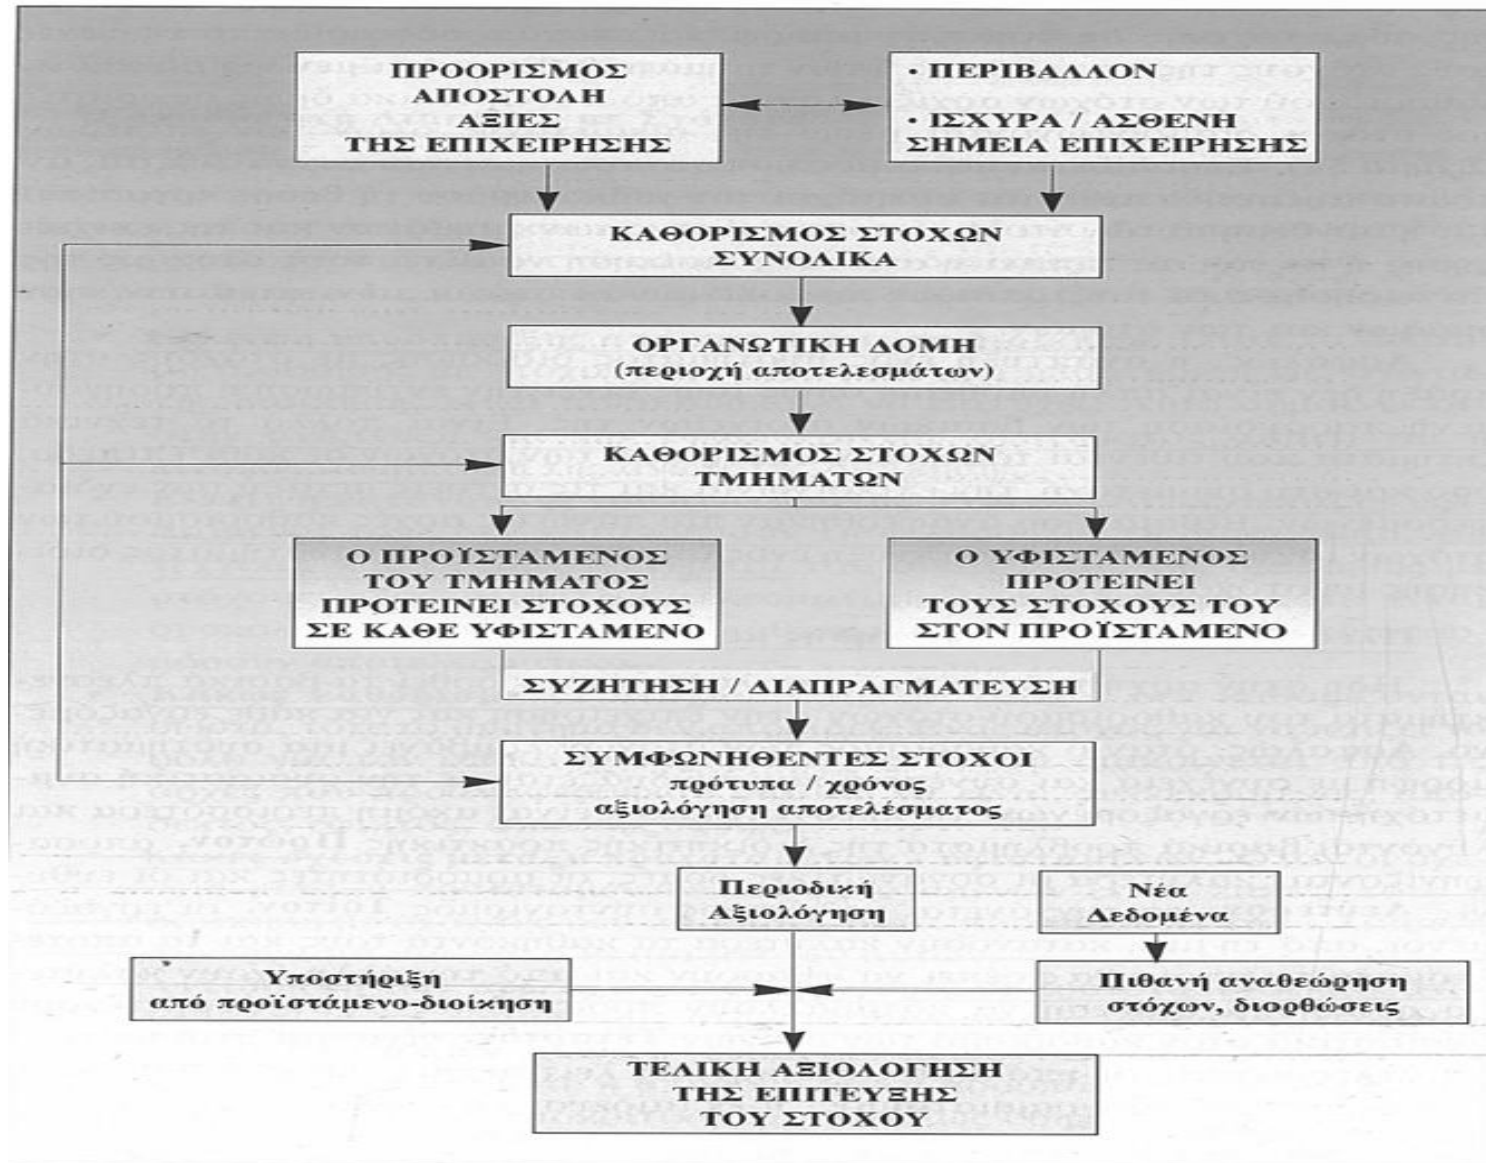 ΠΡΟΟΡΙΣΜΟΣ
ΑΠΟΣΤΟΛΗ
ΑΞΙΕΣ
ΤΗΣ ΕΠΙΧΕΙΡΗΣΗΣ
• ΠΕΡΙΒΑΛΛΟΝ
• ΙΣΧΥΡΑ / ΑΣΘΕΝΗ
ΣΗΜΕΙΑ ΕΠΙΧΕΙΡΗΣΗΣ
ΚΑΘΟΡΙΣΜΟΣ ΣΤΟΧΩΝ
ΣΥΝΟΛΙΚΑ
ΟΡΓΑΝΩΤΙΚΗ ΔΟΜΗ
(περιοχή αποτελεσμάτων)
ΚΑΘΟΡΙΣΜΟΣ ΣΤΟΧΩΝ
ΤΜΗΜΑΤΩΝ
Ο ΠΡΟΪΣΤΑΜΕΝΟΣ
ΤΟΥ ΤΜΗΜΑΤΟΣ
ΠΡΟΤΕΙΝΕΙ ΣΤΟΧΟΥΣ
ΣΕ ΚΑΘΕ ΥΦΙΣΤΑΜΕΝΟ
Ο ΥΦΙΣΤΑΜΕΝΟΣ
ΠΡΟΤΕΙΝΕΙ
ΤΟΥΣ ΣΤΟΧΟΥΣ ΤΟΥ
ΣΤΟΝ ΠΡΟΪΣΤΑΜΕΝΟ
ΣΥΖΗΤΗΣΗ / ΔΙΑΠΡΑΓΜΑΤΕΥΣΗ
ΣΥΜΦΩΝΗΘΕΝΤΕΣ ΣΤΟΧΟΙ
πρότυπα / χρόνος
αξιολόγηση αποτελέσματος
Περιοδική
Αξιολόγηση
Νέα
Δεδομένα
Υποστήριξη
από προϊστάμενο-διοίκηση
Πιθανή αναθεώρηση
στόχων, διορθώσεις
ΤΕΛΙΚΗ ΑΞΙΟΛΟΓΗΣΗ
ΤΗΣ ΕΠΙΤΕΥΞΗΣ
ΤΟΥ ΣΤΟΧΟΥ